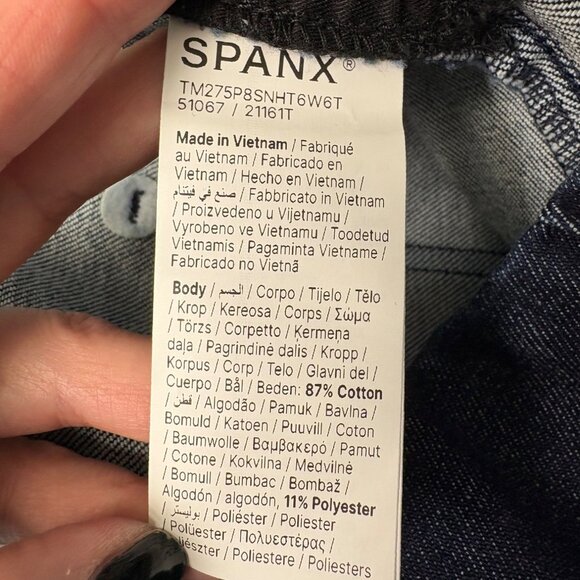 SPANX®
TM275P8SNHT6W6T
51067 / 21161T
Made in Vietnam / Fabriqué
au Vietnam / Fabricado en
Vietnam / Hecho en Vietnam /
صنع في فيتنام / Fabbricato in Vietnam
/ Proizvedeno u Vijetnamu /
Vyrobeno ve Vietnamu / Toodetud
Vietnamis / Pagaminta Vietname /
Fabricado no Vietnã
Body / الجسم / Corpo / Tijelo / Tělo
/ Krop / Kereosa / Corps / Σώμα
/ Törzs / Corpetto / Ķermeņa
daļa / Pagrindinė dalis / Kropp /
Korpus / Corp / Telo / Glavni del /
Cuerpo / Bål / Beden: 87% Cotton
/ قطن / Algodão / Pamuk / Bavlna /
Bomuld / Katoen / Puuvill / Coton
/ Baumwolle / Βαμβακερό / Pamut
/ Cotone / Kokvilna / Medvilnė
/ Bomull / Bumbac / Bombaž /
Algodón / algodón, 11% Polyester
/ بوليستر / Poliéster / Poliester
/ Polüester / Πολυεστέρας /
Poliészter / Poliestere / Poliesters